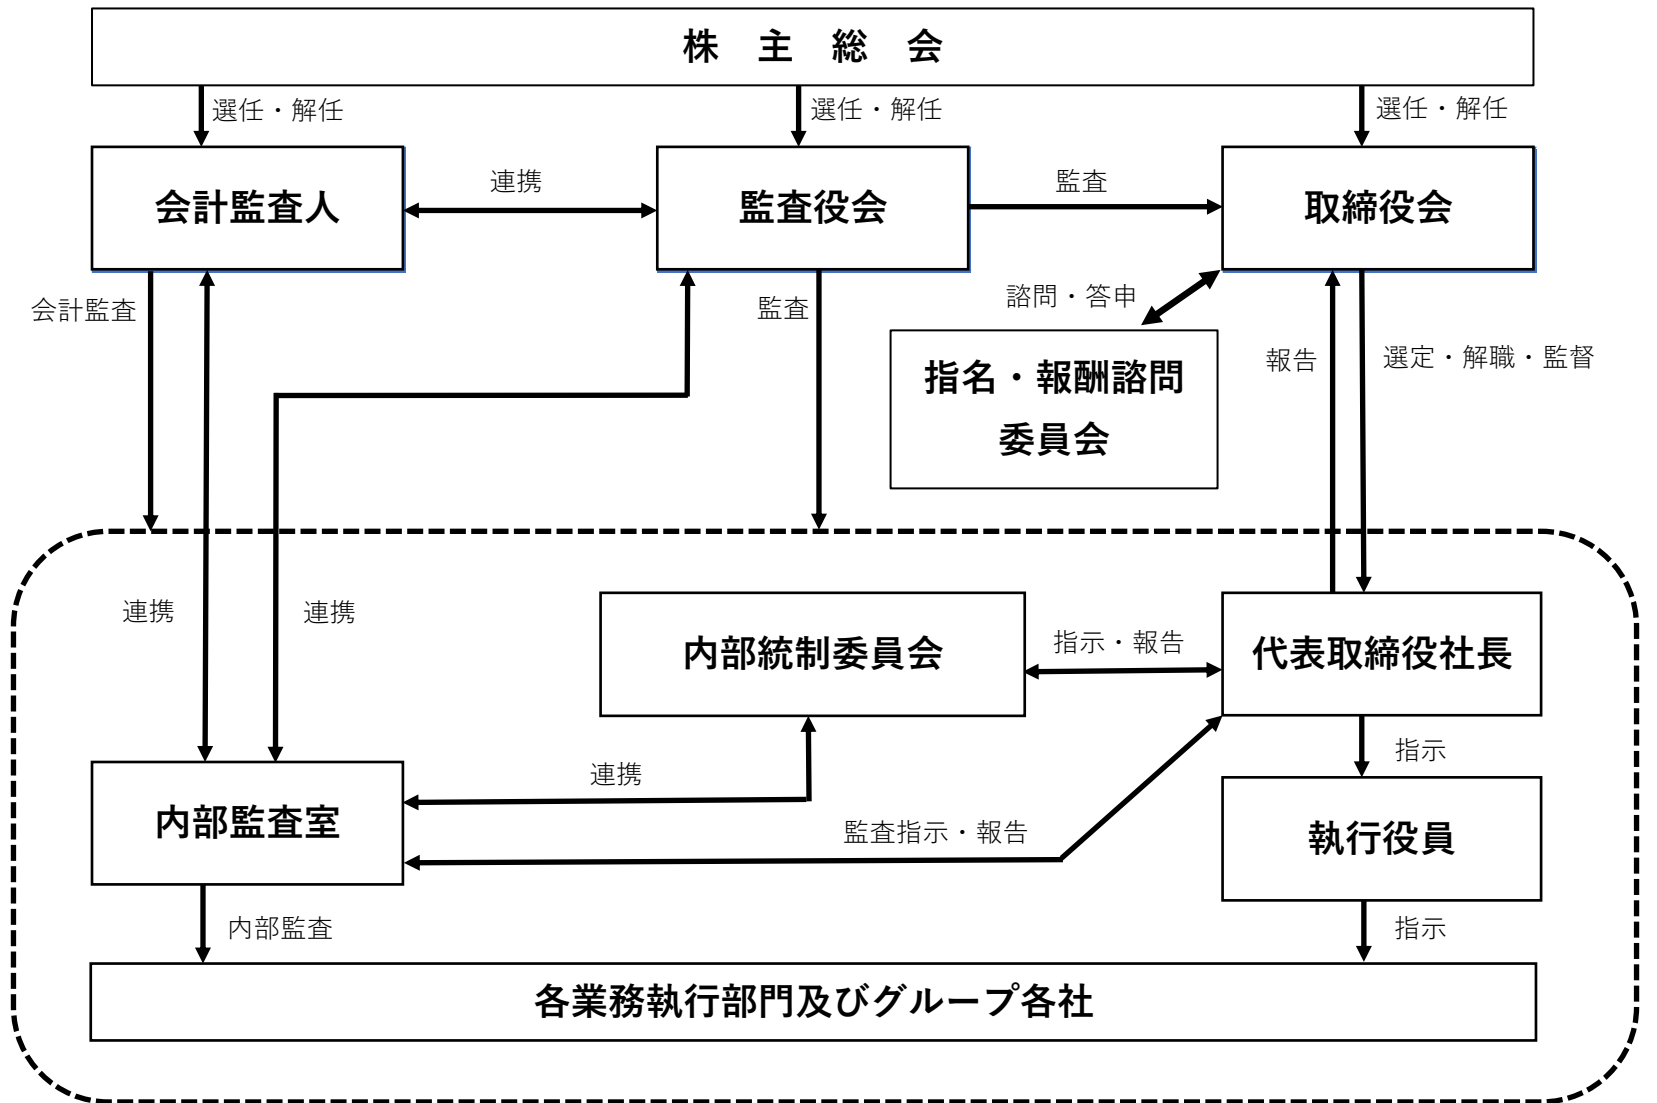 株　主　総　会
選任・解任
選任・解任
選任・解任
会計監査人
連携
監査役会
監査
取締役会
会計監査
監査
諮問・答申
指名・報酬諮問
委員会
報告
選定・解職・監督
連携
連携
内部統制委員会
指示・報告
代表取締役社長
指示
連携
内部監査室
監査指示・報告
執行役員
内部監査
指示
各業務執行部門及びグループ各社